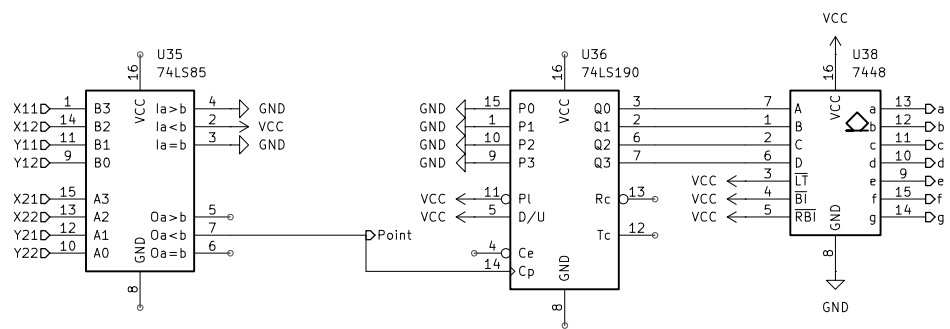 VCC
U35
74LS85
U36
74LS190
U38
7448
16
16
16
X11 1 B3 VCC Ia>b 4 GND
X12 14 B2 Ia<b 2 VCC
Y11 11 B1 Ia=b 3 GND
Y12 9 B0
X21 15 A3
X22 13 A2 Oa>b 5
Y21 12 A1 GND Oa<b 7 Point
Y22 10 A0 Oa=b 6
8
GND 15 P0 VCC Q0 3
GND 1 P1 Q1 2
GND 10 P2 Q2 6
GND 9 P3 Q3 7
VCC 11 Pl Rc 13
VCC 5 D/U
Tc 12
4 Ce
14 Cp GND
8
7 A VCC a 13 a
1 B b 12 b
2 C c 11 c
6 D d 10 d
VCC 3 LT e 9 e
VCC 4 BI f 15 f
VCC 5 RBI GND g 14 g
8
GND